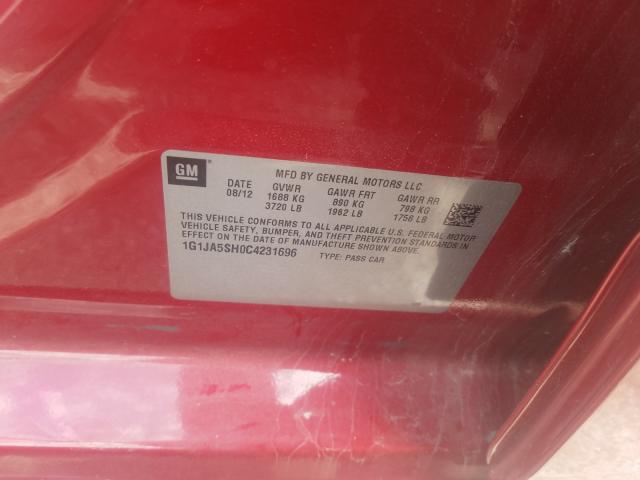 GM
MFD BY GENERAL MOTORS LLC
DATE GVWR GAWR FRT GAWR RR
08/12 1688 KG 890 KG 798 KG
3720 LB 1962 LB 1758 LB
THIS VEHICLE CONFORMS TO ALL APPLICABLE U.S. FEDERAL MOTOR
VEHICLE SAFETY, BUMPER, AND THEFT PREVENTION STANDARDS IN
EFFECT ON THE DATE OF MANUFACTURE SHOWN ABOVE.
1G1JA5SH0C4231696 TYPE: PASS CAR